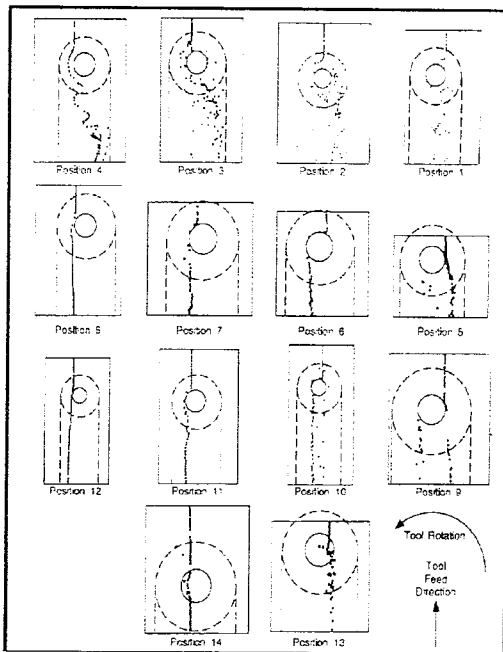 Position 4
Position 3
Position 2
Position 1
Position 8
Position 7
Position 6
Position 5
Position 12
Position 11
Position 10
Position 9
Position 14
Position 13
Tool Rotation
Tool
Feed
Direction